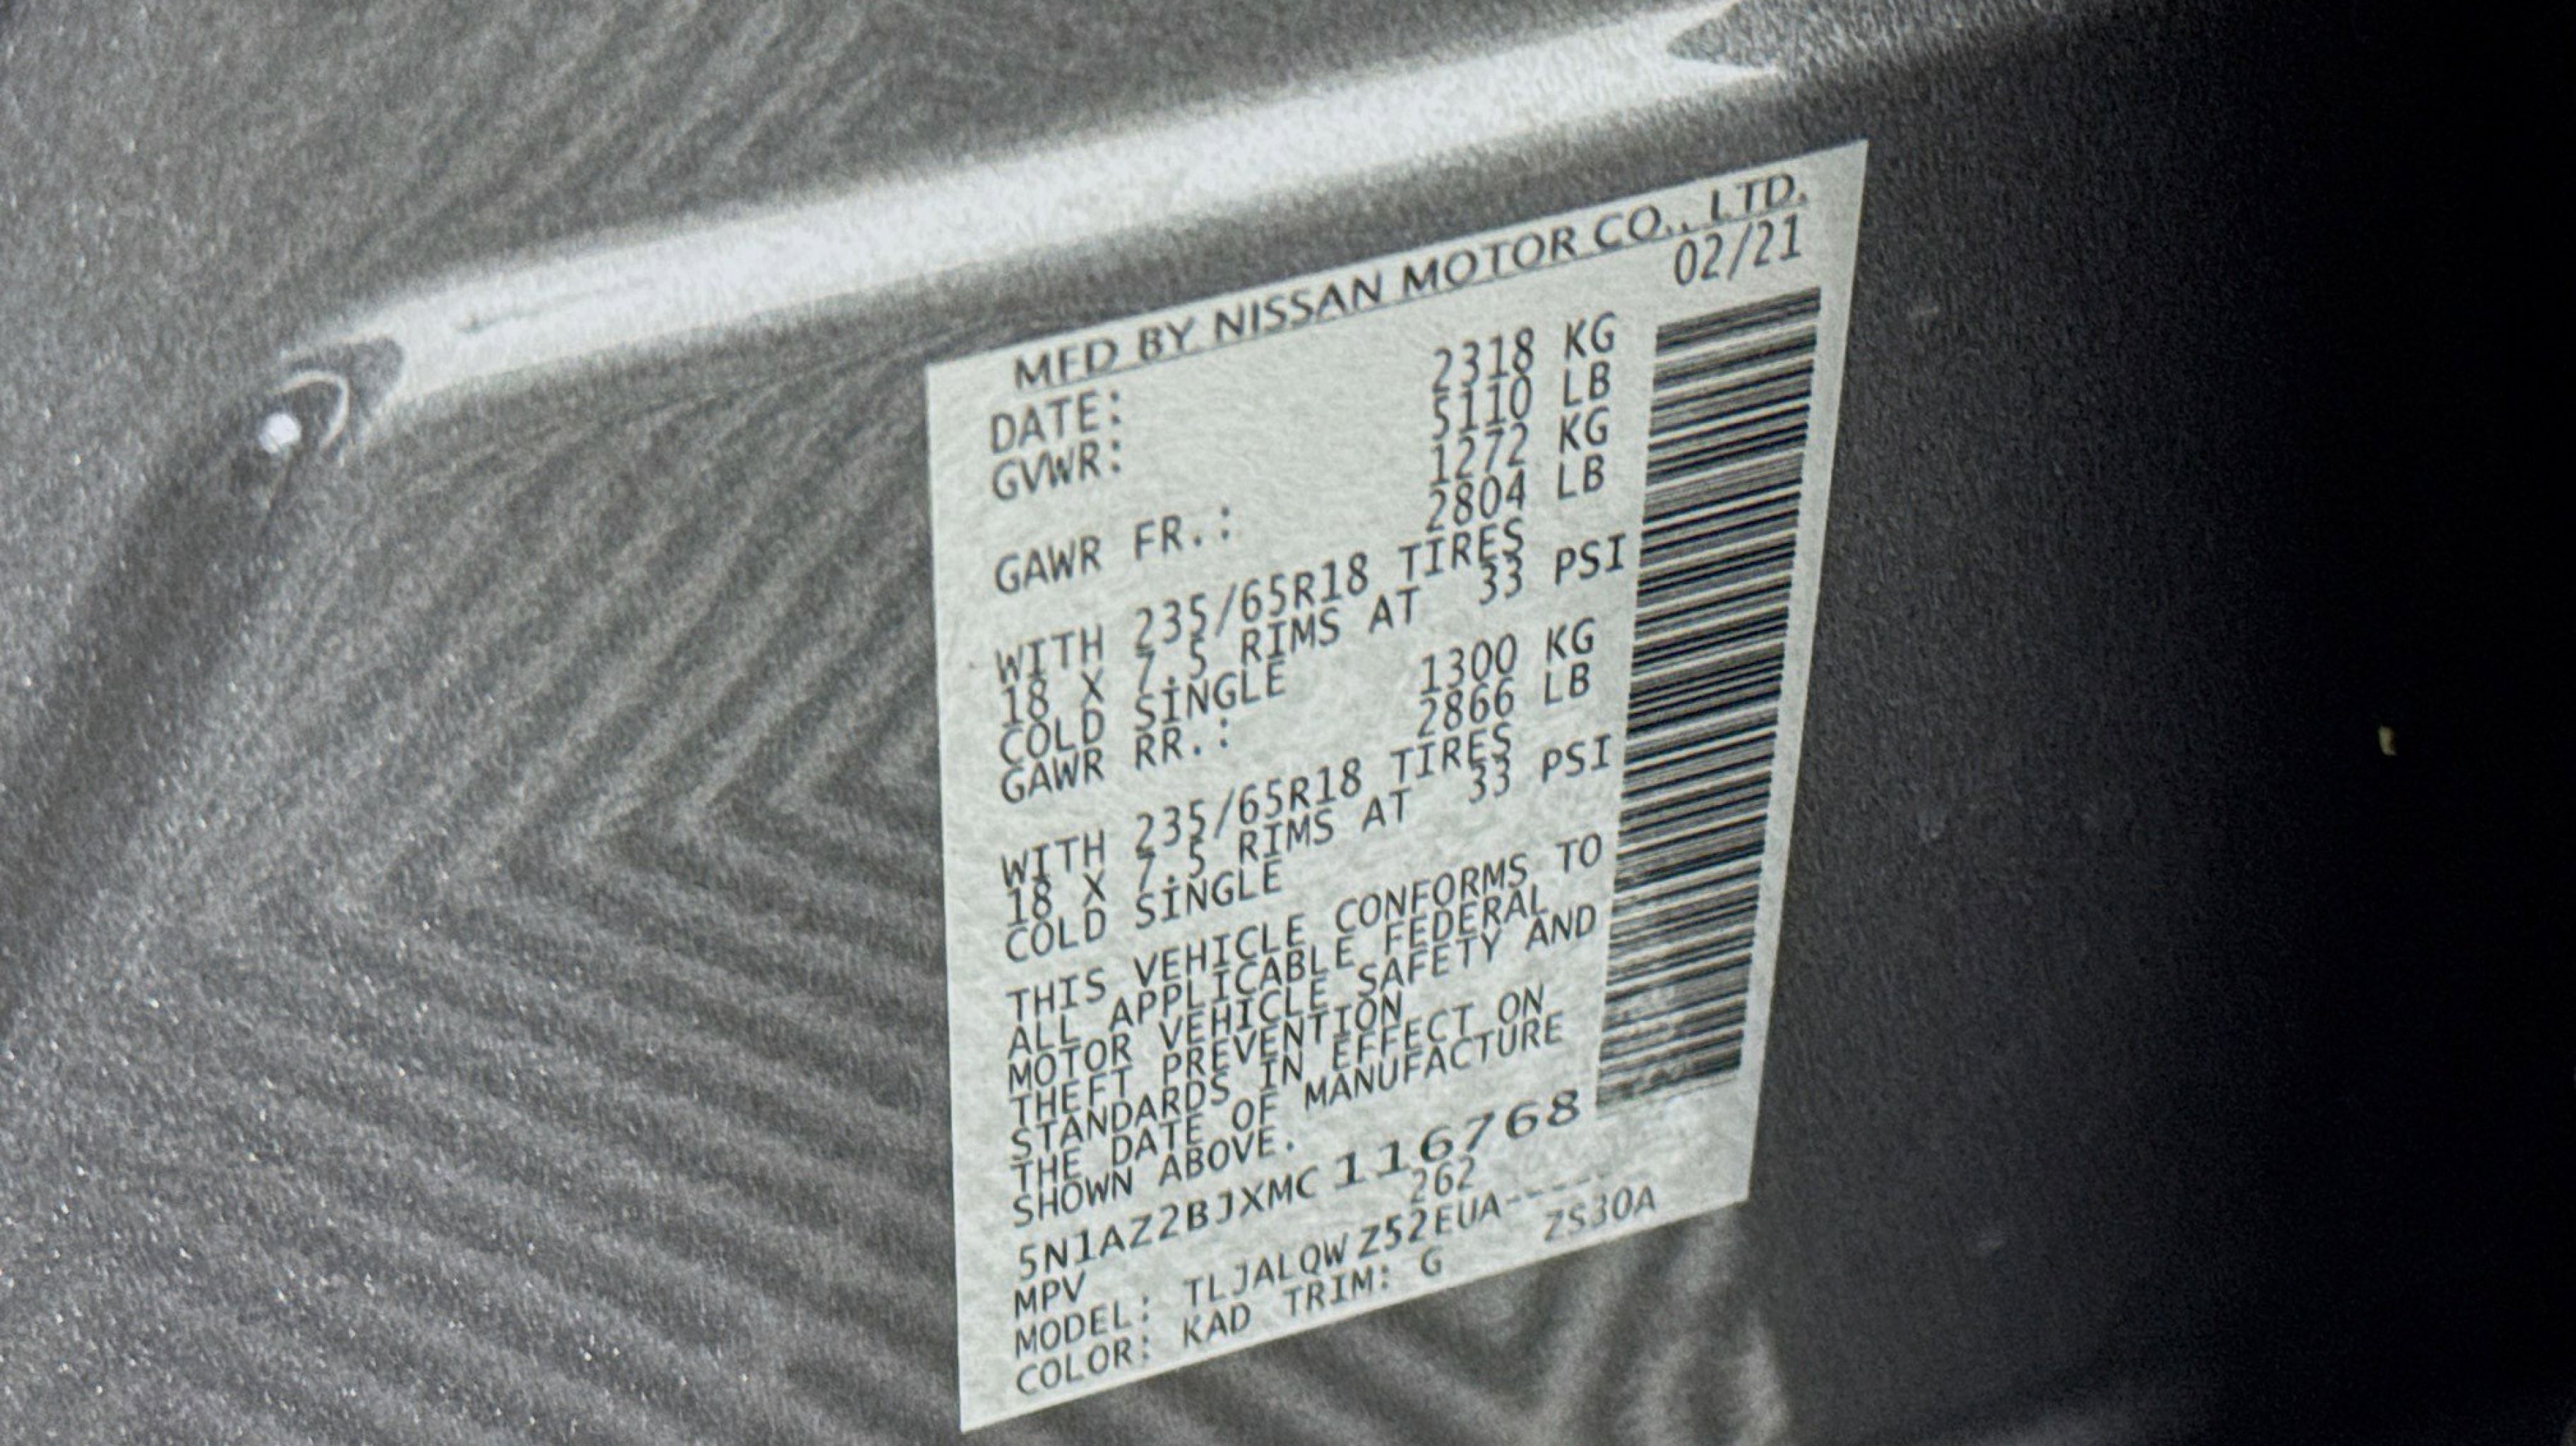 MFD BY NISSAN MOTOR CO., LTD.
DATE: 02/21
GVWR: 2318 KG
5110 LB
GAWR FR.: 1272 KG
2804 LB
WITH 235/65R18 TIRES
18 X 7.5 RIMS AT 33 PSI
COLD SINGLE
GAWR RR.: 1300 KG
2866 LB
WITH 235/65R18 TIRES
18 X 7.5 RIMS AT 33 PSI
COLD SINGLE
THIS VEHICLE CONFORMS TO
ALL APPLICABLE FEDERAL
MOTOR VEHICLE SAFETY AND
THEFT PREVENTION
STANDARDS IN EFFECT ON
THE DATE OF MANUFACTURE
SHOWN ABOVE.
5N1AZ2BJXMC116768
MPV 262
MODEL: TLJALQWZ52EUA-----
COLOR: KAD TRIM: G ZS30A